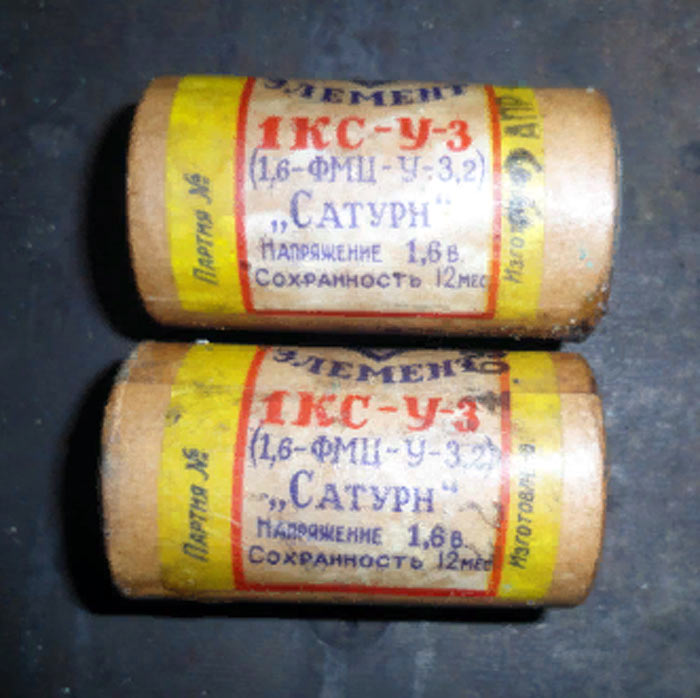 ЭЛЕМЕНТ
1КС-У-3
(1,6-ФМЦ-У-3,2)
„Сатурн“
Напряжение 1,6 в.
Сохранность 12 мес
Партия №
АПР
ЭЛЕМЕНТ
1КС-У-3
(1,6-ФМЦ-У-3,2)
„Сатурн“
Напряжение 1,6 в.
Сохранность 12 мес
Партия №